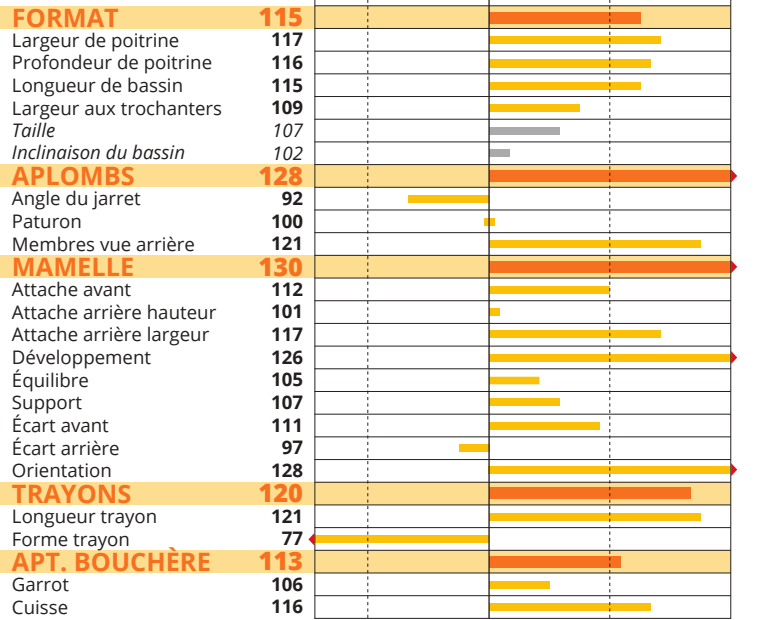 FORMAT 115
Largeur de poitrine 117
Profondeur de poitrine 116
Longueur de bassin 115
Largeur aux trochanters 109
Taille 107
Inclinaison du bassin 102
APLOMBS 128
Angle du jarret 92
Paturon 100
Membres vue arrière 121
MAMELLE 130
Attache avant 112
Attache arrière hauteur 101
Attache arrière largeur 117
Développement 126
Équilibre 105
Support 107
Écart avant 111
Écart arrière 97
Orientation 128
TRAYONS 120
Longueur trayon 121
Forme trayon 77
APT. BOUCHÈRE 113
Garrot 106
Cuisse 116